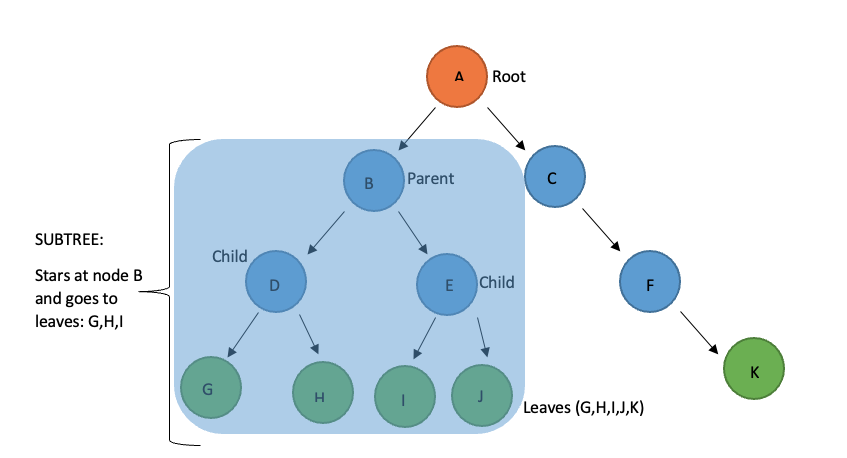 A
Root
B
Parent
C
SUBTREE:
Stars at node B
and goes to
leaves: G,H,I
Child
D
E
Child
F
G
H
I
J
K
Leaves (G,H,I,J,K)